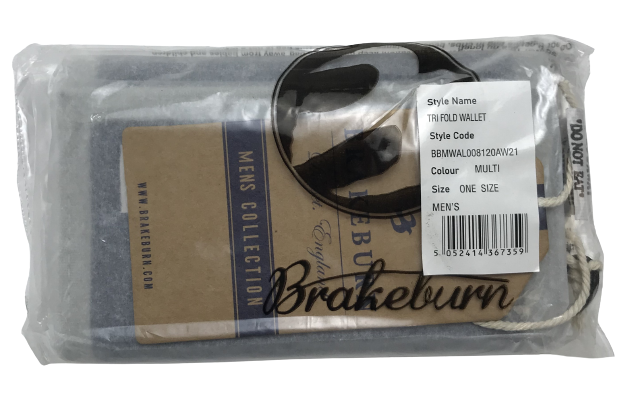 Style Name
TRI FOLD WALLET
Style Code
BBMWAL008120AW21
Colour MULTI
Size ONE SIZE
MEN'S
5 052414 367359
"DO NOT EAT"
WWW.BRAKEBURN.COM
MENS COLLECTION
Brakeburn